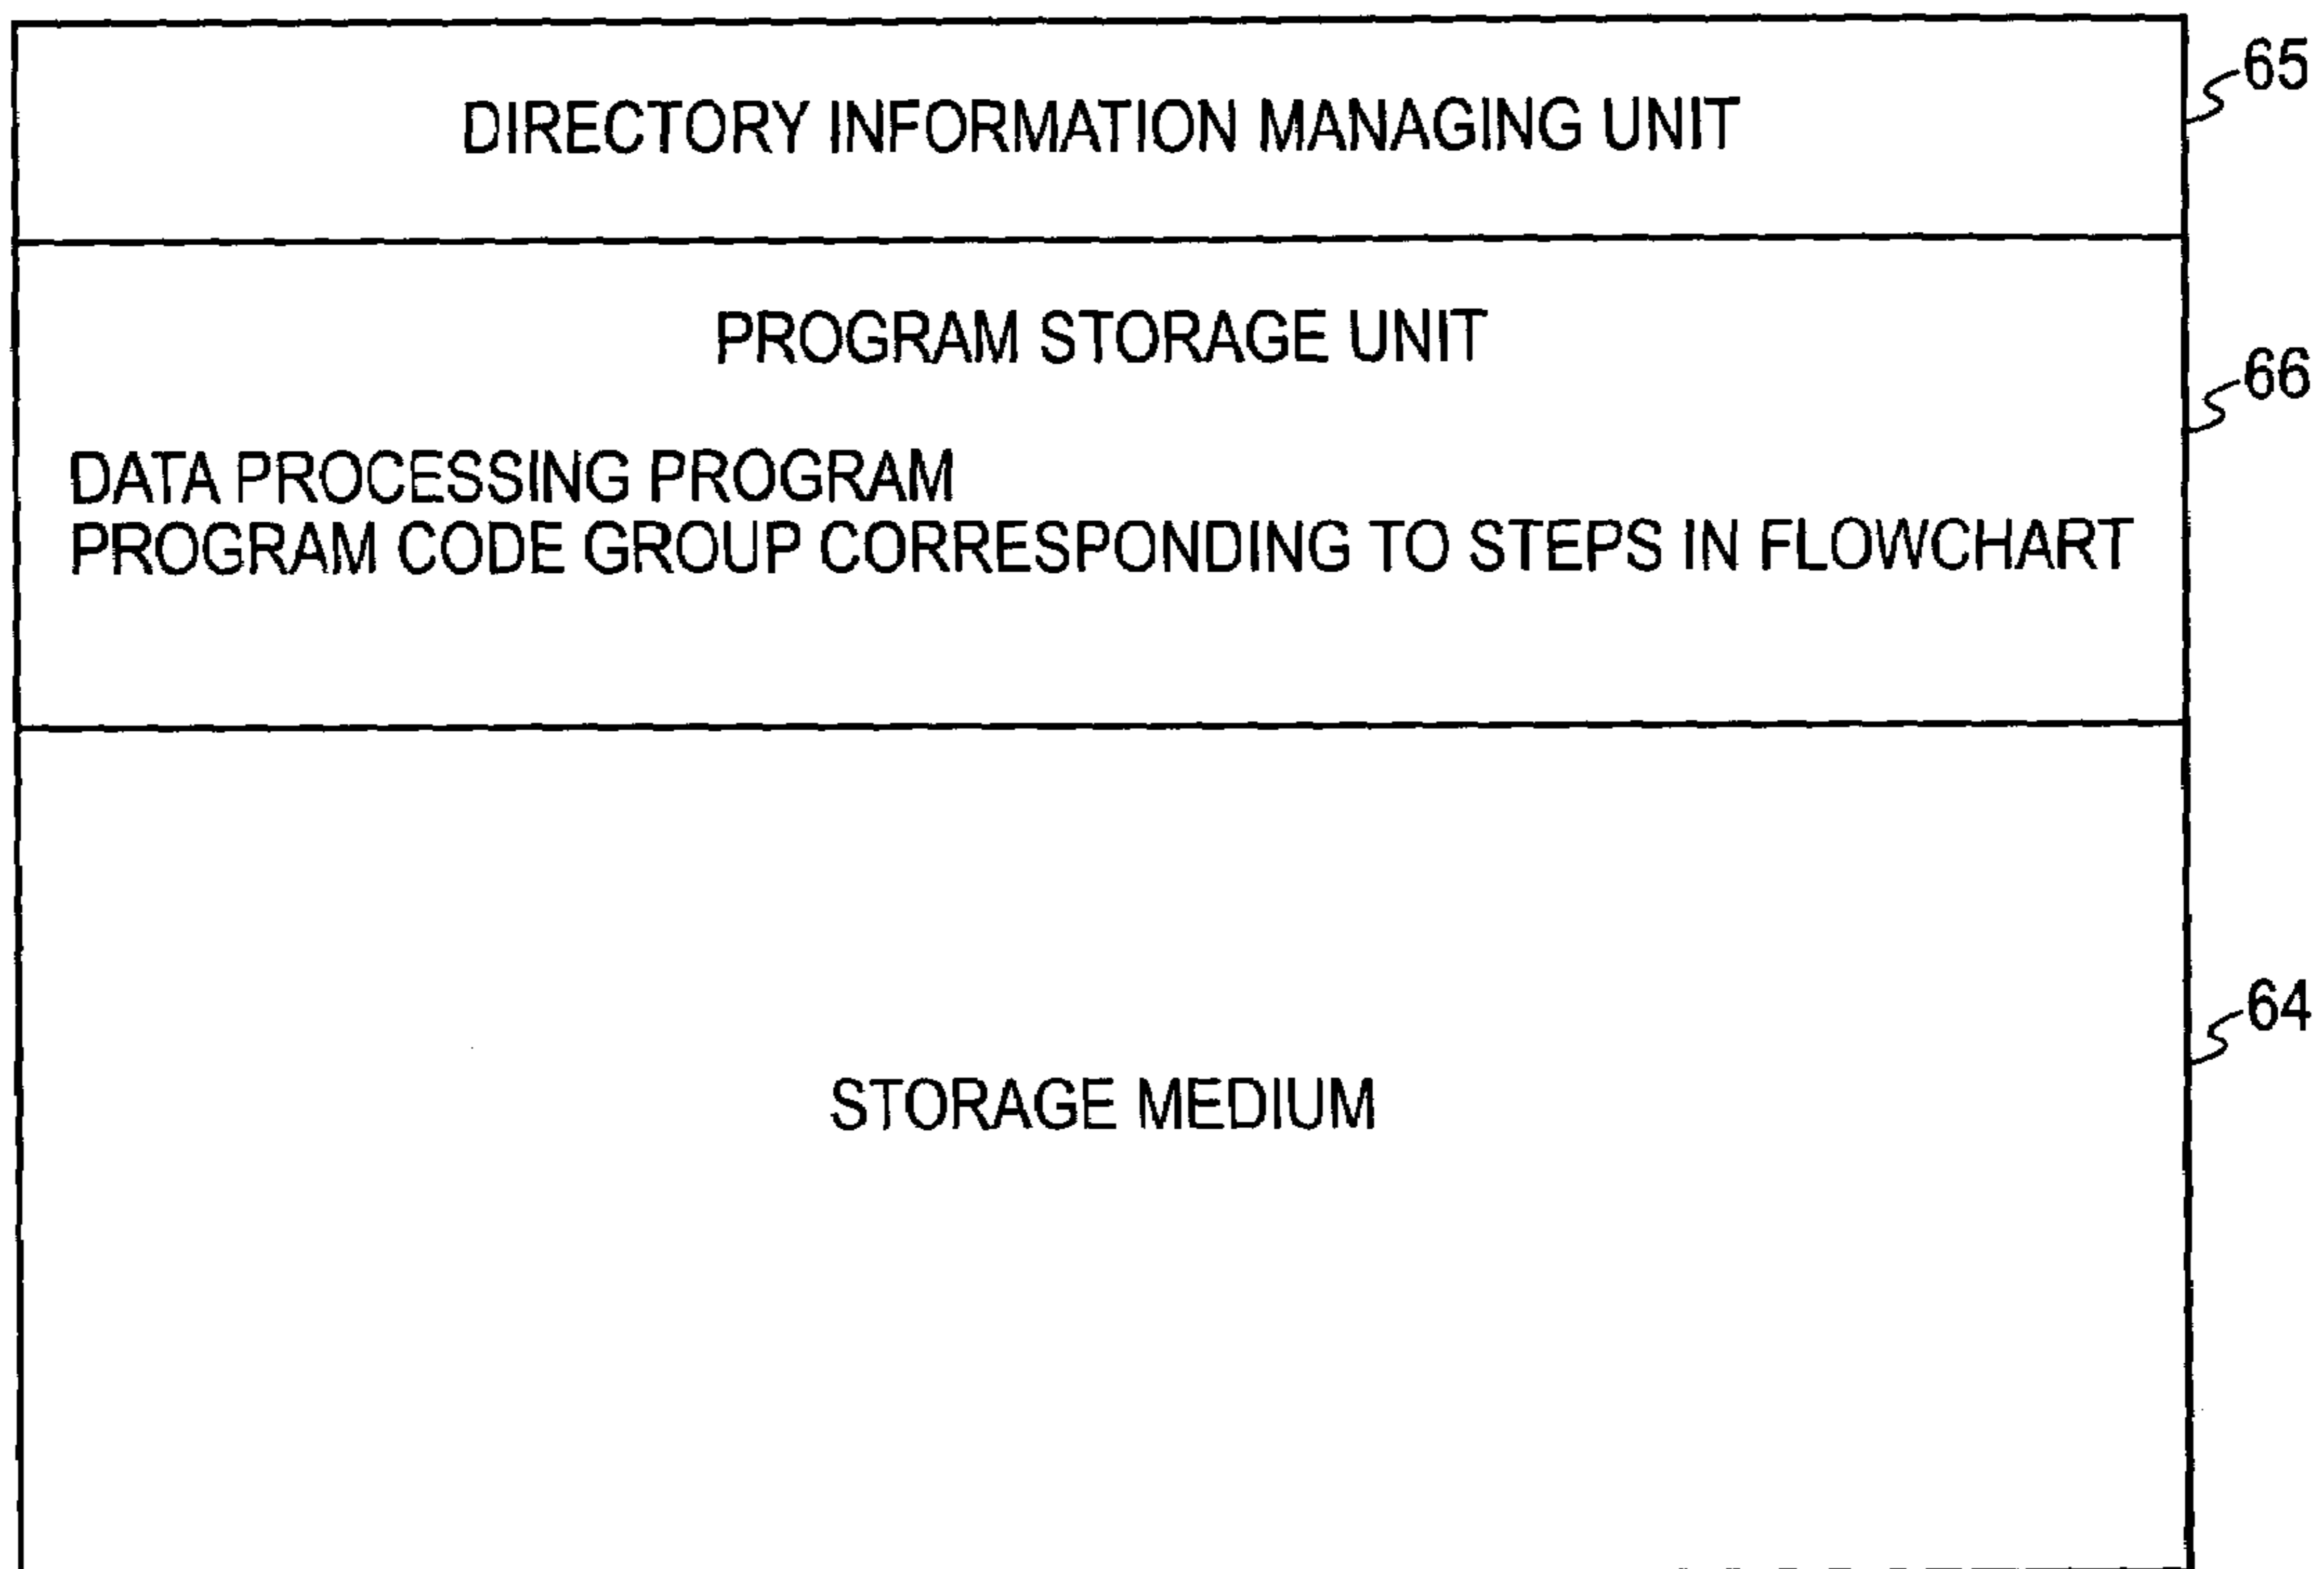 65
DIRECTORY INFORMATION MANAGING UNIT
PROGRAM STORAGE UNIT
66
DATA PROCESSING PROGRAM
PROGRAM CODE GROUP CORRESPONDING TO STEPS IN FLOWCHART
64
STORAGE MEDIUM